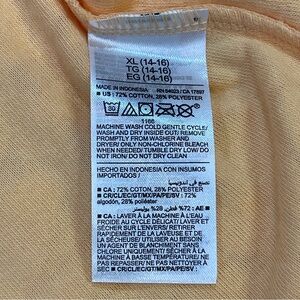 XL (14-16)
TG (14-16)
EG (14-16)
MADE IN INDONESIA RN 54023 / CA 17897
■ US : 72% COTTON, 28% POLYESTER
30
1166
MACHINE WASH COLD GENTLE CYCLE/
WASH AND DRY INSIDE OUT/ REMOVE
PROMPTLY FROM WASHER AND
DRYER/ ONLY NON-CHLORINE BLEACH
WHEN NEEDED/ TUMBLE DRY LOW/ DO
NOT IRON/ DO NOT DRY CLEAN
HECHO EN INDONESIA CON INSUMOS
IMPORTADOS /
■ CA : 72% COTTON, 28% POLYESTER
■ CR/CL/EC/GT/MX/PA/PE/SV : 72%
algodón, 28% poliéster
■ CA : LAVER À LA MACHINE À L'EAU
FROIDE AU CYCLE DÉLICAT/ LAVER ET
SÉCHER SUR L'ENVERS/ RETIRER
RAPIDEMENT DE LA LAVEUSE ET DE
LA SÉCHEUSE/ AU BESOIN, UTILISER
UN AGENT DE BLANCHIMENT SANS
CHLORE UNIQUEMENT/ SÉCHER PAR
CULBUTAGE À BASSE TEMPÉRATURE/
NE PAS REPASSER/ NE PAS NETTOYER
À SEC
■ CR/CL/EC/GT/MX/PA/PE/SV :